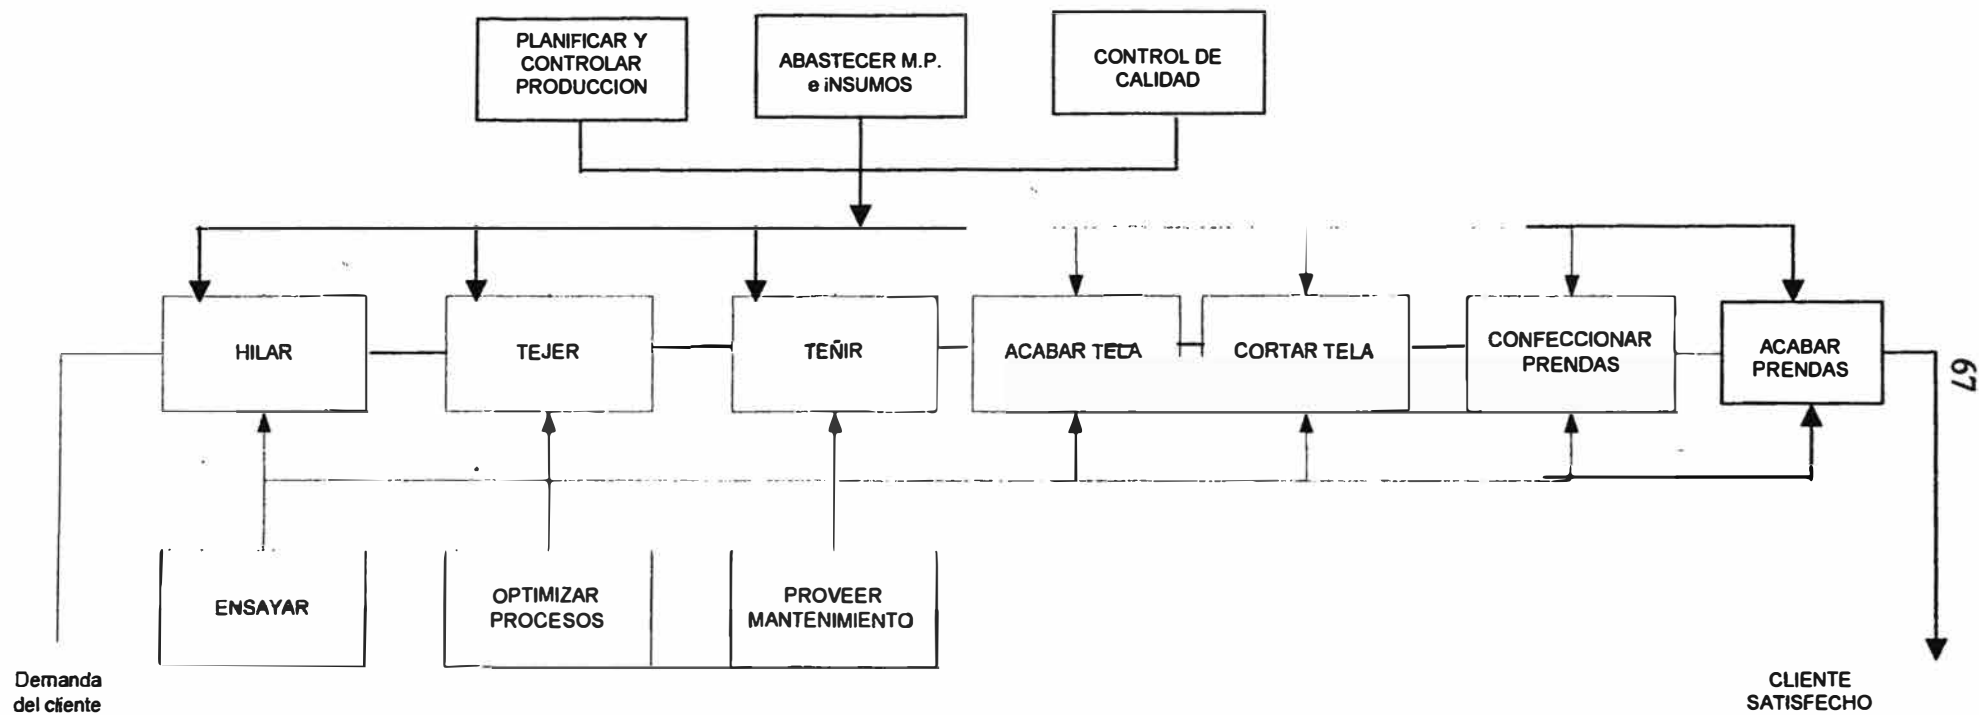 PLANIFICAR Y
CONTROLAR
PRODUCCION
ABASTECER M.P.
e iNSUMOS
CONTROL DE
CALIDAD
HILAR
TEJER
TEÑIR
ACABAR TELA
CORTAR TELA
CONFECCIONAR
PRENDAS
ACABAR
PRENDAS
67
ENSAYAR
OPTIMIZAR
PROCESOS
PROVEER
MANTENIMIENTO
Demanda
del cliente
CLIENTE
SATISFECHO